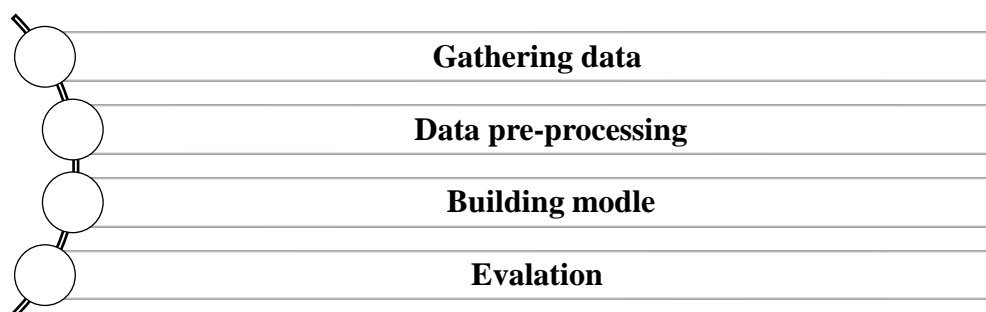 Gathering data
Data pre-processing
Building modle
Evalation